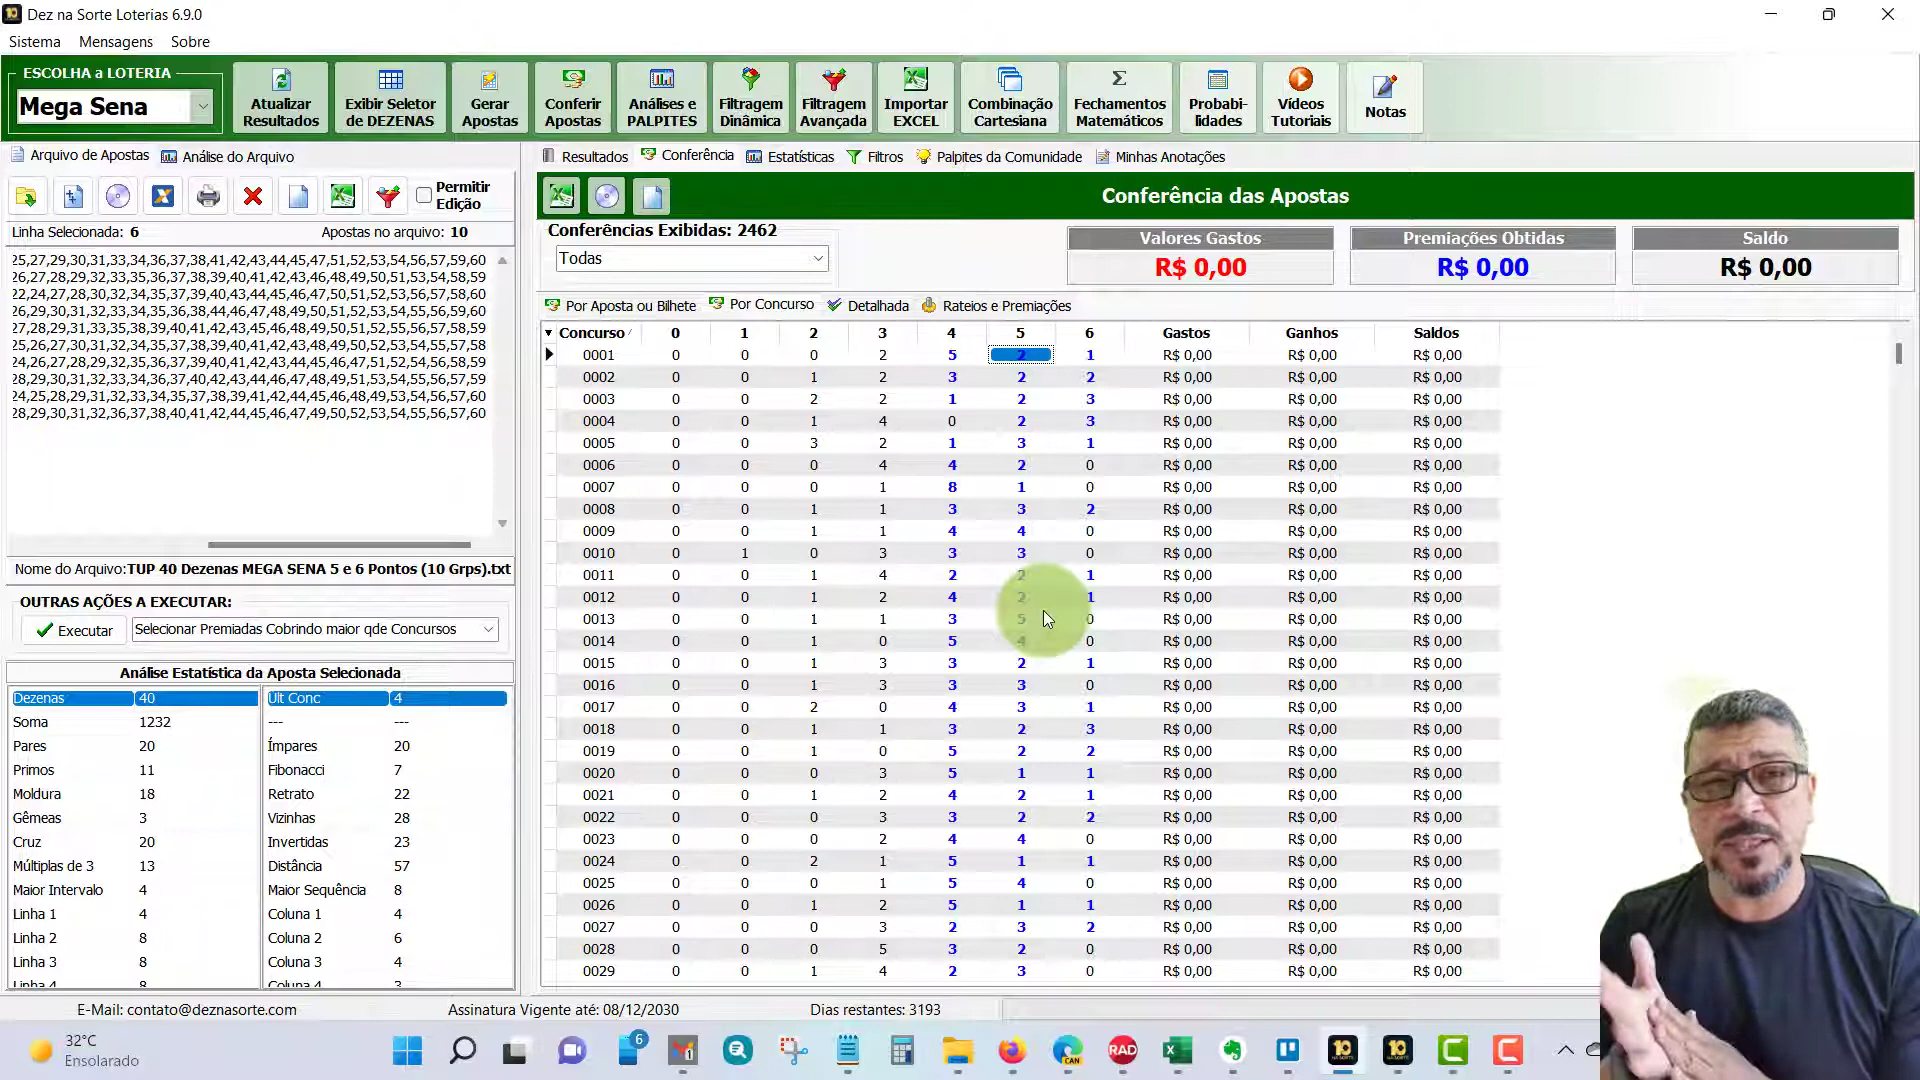 Dez na Sorte Loterias 6.9.0
Sistema Mensagens Sobre
ESCOLHA a LOTERIA
Mega Sena
Atualizar Resultados
Exibir Seletor de DEZENAS
Gerar Apostas
Conferir Apostas
Análises e PALPITES
Filtragem Dinâmica
Filtragem Avançada
Importar EXCEL
Combinação Cartesiana
Fechamentos Matemáticos
Probabi-lidades
Vídeos Tutoriais
Notas
Arquivo de Apostas Análise do Arquivo
Permitir Edição
Linha Selecionada: 6 Apostas no arquivo: 10
25,27,29,30,31,33,34,36,37,38,41,42,43,44,45,47,51,52,53,54,56,57,59,60
26,27,28,29,31,32,33,34,35,37,39,40,41,42,43,46,48,49,50,51,53,54,58,59
22,24,27,28,30,32,34,35,37,39,40,43,44,45,46,47,50,51,52,53,56,57,58,60
26,29,30,31,32,33,34,35,36,38,44,46,47,48,49,50,51,52,53,54,55,56,59,60
27,28,29,31,33,35,38,39,40,41,42,43,44,45,46,47,48,49,50,51,52,56,57,59
25,26,28,29,30,32,33,36,39,40,41,42,43,44,45,46,47,49,50,51,53,55,57,58
24,26,27,28,29,32,35,36,37,38,39,40,41,42,43,44,45,46,47,51,52,54,56,59
28,29,30,31,32,33,34,36,37,40,42,43,44,46,47,48,49,51,52,53,54,55,57,59
24,25,28,29,31,32,33,34,35,37,38,39,41,42,43,44,46,48,49,50,53,56,57,60
28,29,30,31,32,36,37,38,40,41,42,44,45,46,47,49,50,52,53,54,55,56,57,60
Nome do Arquivo:TUP 40 Dezenas MEGA SENA 5 e 6 Pontos (10 Grps).txt
OUTRAS AÇÕES A EXECUTAR:
Executar Selecionar Premiadas Cobrindo maior qde Concursos
Análise Estatística da Aposta Selecionada
Dezenas 40 Ult Conc 4
Soma 1232 --- ---
Pares 20 Ímpares 20
Primos 11 Fibonacci 7
Moldura 18 Retrato 22
Gêmeas 3 Vizinhas 28
Cruz 20 Invertidas 23
Múltiplas de 3 13 Distância 57
Maior Intervalo 4 Maior Sequência 8
Linha 1 4 Coluna 1 4
Linha 2 8 Coluna 2 6
Linha 3 8 Coluna 3 4
Linha 4 8 Coluna 4 3
Resultados Conferência Estatísticas Filtros Palpites da Comunidade Minhas Anotações
Conferência das Apostas
Conferências Exibidas: 2462
Todas
Valores Gastos Premiações Obtidas Saldo
R$ 0,00 R$ 0,00 R$ 0,00
Por Aposta ou Bilhete Por Concurso Detalhada Rateios e Premiações
Concurso 0 1 2 3 4 5 6 Gastos Ganhos Saldos
0001 0 0 0 2 5 2 1 R$ 0,00 R$ 0,00 R$ 0,00
0002 0 0 1 2 3 2 2 R$ 0,00 R$ 0,00 R$ 0,00
0003 0 0 2 2 1 2 3 R$ 0,00 R$ 0,00 R$ 0,00
0004 0 0 1 4 0 2 3 R$ 0,00 R$ 0,00 R$ 0,00
0005 0 0 3 2 1 3 1 R$ 0,00 R$ 0,00 R$ 0,00
0006 0 0 0 4 4 2 0 R$ 0,00 R$ 0,00 R$ 0,00
0007 0 0 0 1 8 1 0 R$ 0,00 R$ 0,00 R$ 0,00
0008 0 0 1 1 3 3 2 R$ 0,00 R$ 0,00 R$ 0,00
0009 0 0 1 1 4 4 0 R$ 0,00 R$ 0,00 R$ 0,00
0010 0 1 0 3 3 3 0 R$ 0,00 R$ 0,00 R$ 0,00
0011 0 0 1 4 2 2 1 R$ 0,00 R$ 0,00 R$ 0,00
0012 0 0 1 2 4 2 1 R$ 0,00 R$ 0,00 R$ 0,00
0013 0 0 1 1 3 5 0 R$ 0,00 R$ 0,00 R$ 0,00
0014 0 0 1 0 5 4 0 R$ 0,00 R$ 0,00 R$ 0,00
0015 0 0 1 3 3 2 1 R$ 0,00 R$ 0,00 R$ 0,00
0016 0 0 1 3 3 3 0 R$ 0,00 R$ 0,00 R$ 0,00
0017 0 0 2 0 4 3 1 R$ 0,00 R$ 0,00 R$ 0,00
0018 0 0 1 1 3 2 3 R$ 0,00 R$ 0,00 R$ 0,00
0019 0 0 1 0 5 2 2 R$ 0,00 R$ 0,00 R$ 0,00
0020 0 0 0 3 5 1 1 R$ 0,00 R$ 0,00 R$ 0,00
0021 0 0 1 2 4 2 1 R$ 0,00 R$ 0,00 R$ 0,00
0022 0 0 0 3 3 2 2 R$ 0,00 R$ 0,00 R$ 0,00
0023 0 0 0 2 4 4 0 R$ 0,00 R$ 0,00 R$ 0,00
0024 0 0 2 1 5 1 1 R$ 0,00 R$ 0,00 R$ 0,00
0025 0 0 0 1 5 4 0 R$ 0,00 R$ 0,00 R$ 0,00
0026 0 0 1 2 5 1 1 R$ 0,00 R$ 0,00 R$ 0,00
0027 0 0 0 3 2 3 2 R$ 0,00 R$ 0,00 R$ 0,00
0028 0 0 0 5 3 2 0 R$ 0,00 R$ 0,00 R$ 0,00
0029 0 0 1 4 2 3 0 R$ 0,00 R$ 0,00 R$ 0,00
E-Mail: contato@deznasorte.com Assinatura Vigente até: 08/12/2030 Dias restantes: 3193
32°C
Ensolarado
6
CAN
RAD
10
10